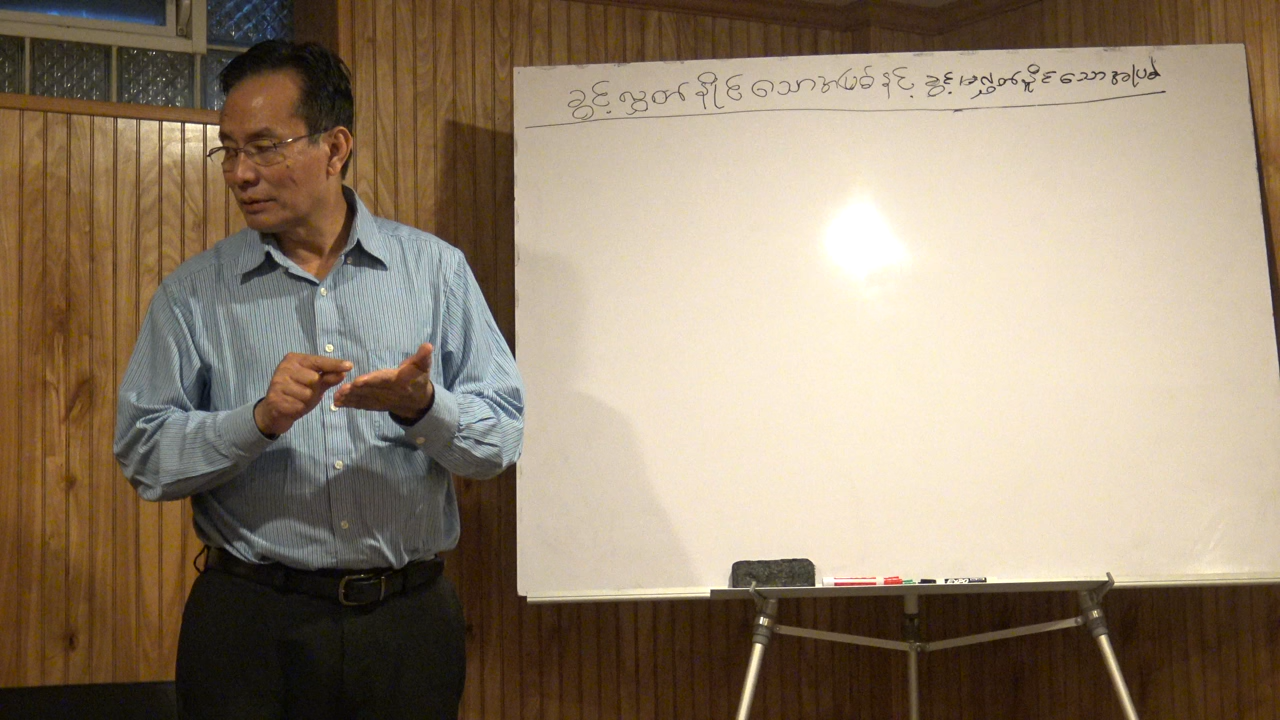 ခွင့်လွှတ်နိုင်သောအပြစ်နှင့် ခွင့်မလွှတ်နိုင်သောအပြစ်
EXPO